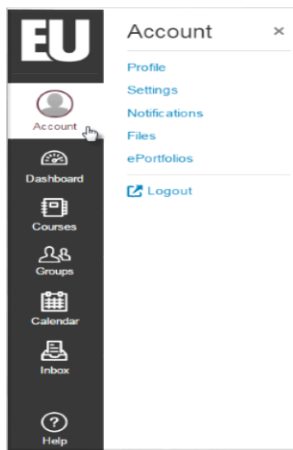 EU
Account
Dashboard
Courses
Groups
Calendar
Inbox
Help
Account ×
Profile
Settings
Notifications
Files
ePortfolios
Logout